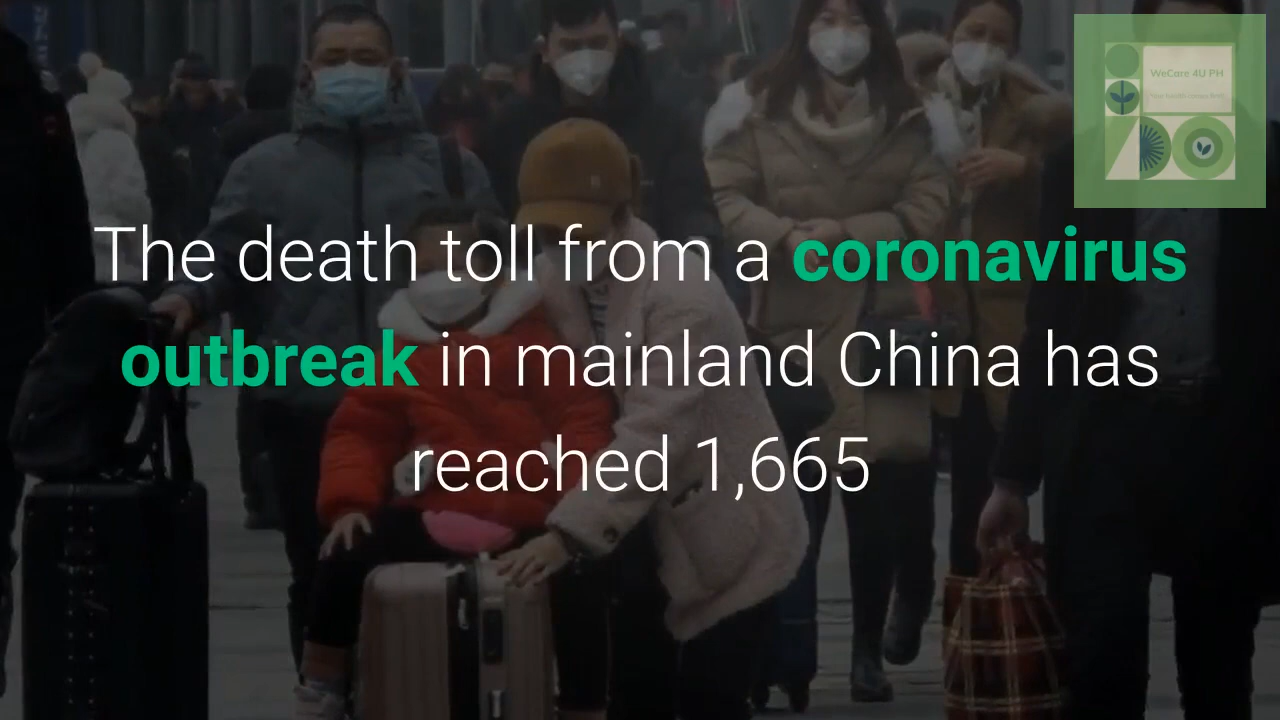 WeCare 4U PH
The death toll from a coronavirus
outbreak in mainland China has
reached 1,665